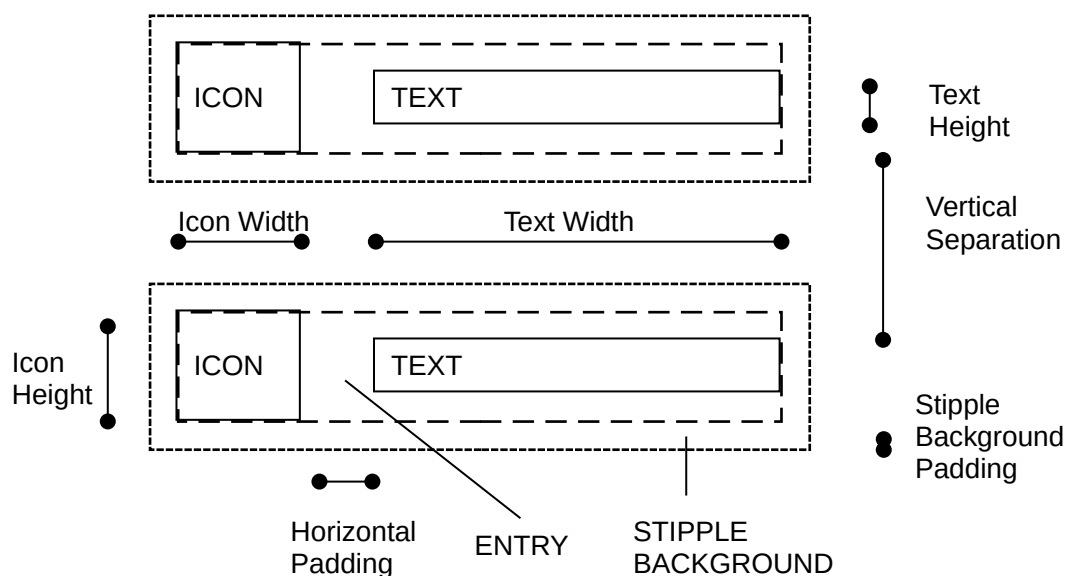 ICON
TEXT
Text
Height
Icon Width
Text Width
Vertical
Separation
ICON
TEXT
Icon
Height
Stipple
Background
Padding
Horizontal
Padding
ENTRY
STIPPLE
BACKGROUND